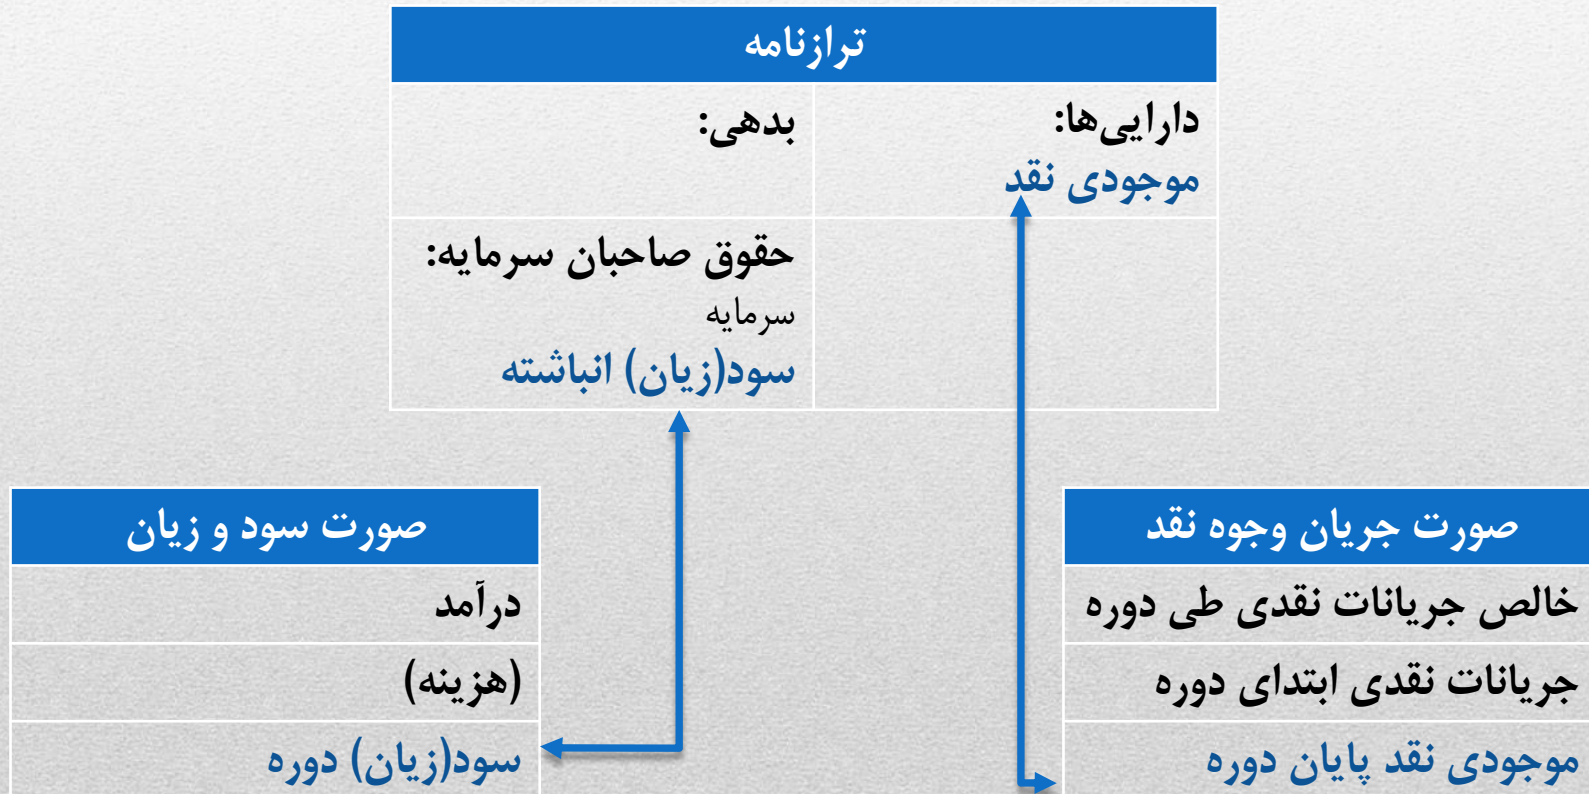 ترازنامه
دارایی‌ها:
موجودی نقد
بدهی:
حقوق صاحبان سرمایه:
سرمایه
سود(زیان) انباشته
صورت جریان وجوه نقد
خالص جریانات نقدی طی دوره
جریانات نقدی ابتدای دوره
موجودی نقد پایان دوره
صورت سود و زیان
درآمد
(هزینه)
سود(زیان) دوره